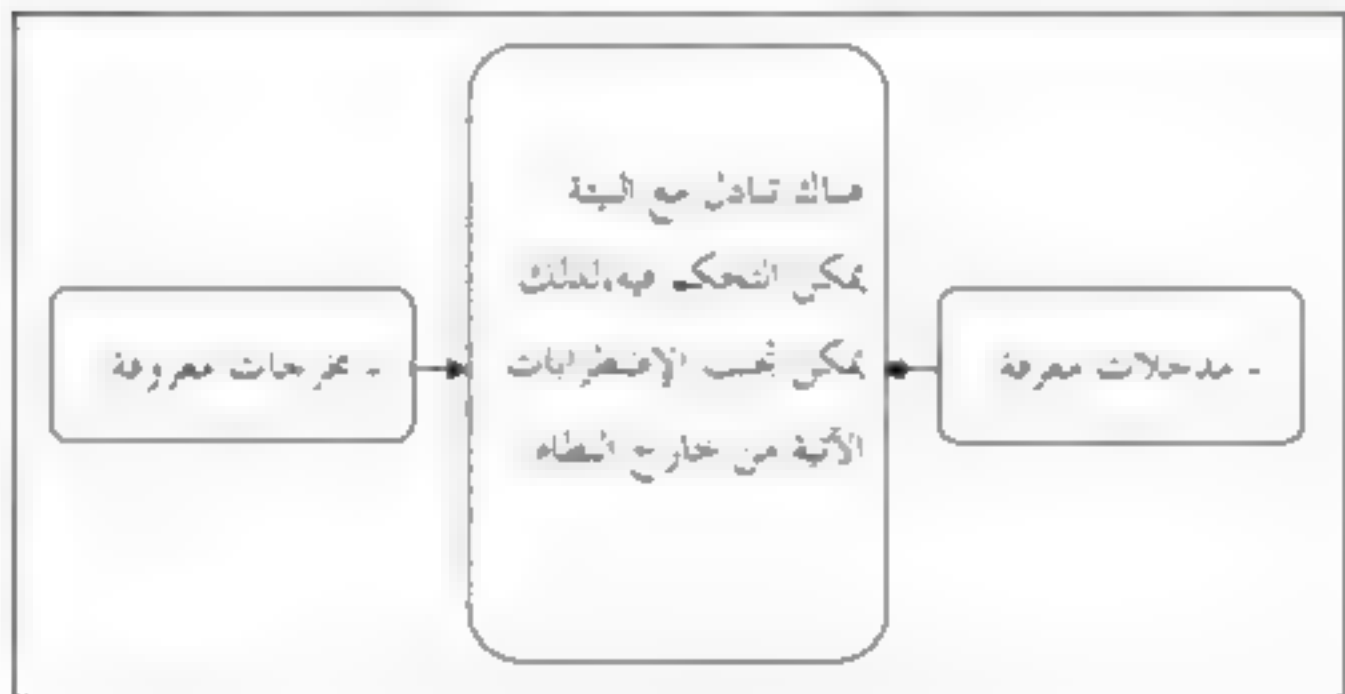 - مدخلات معرفة
هناك تبادل مع البيئة
يمكن التحكم فيه،لذلك
يمكن تجنب الإضطرابات
الآتية من خارج النظام
- مخرجات معروفة